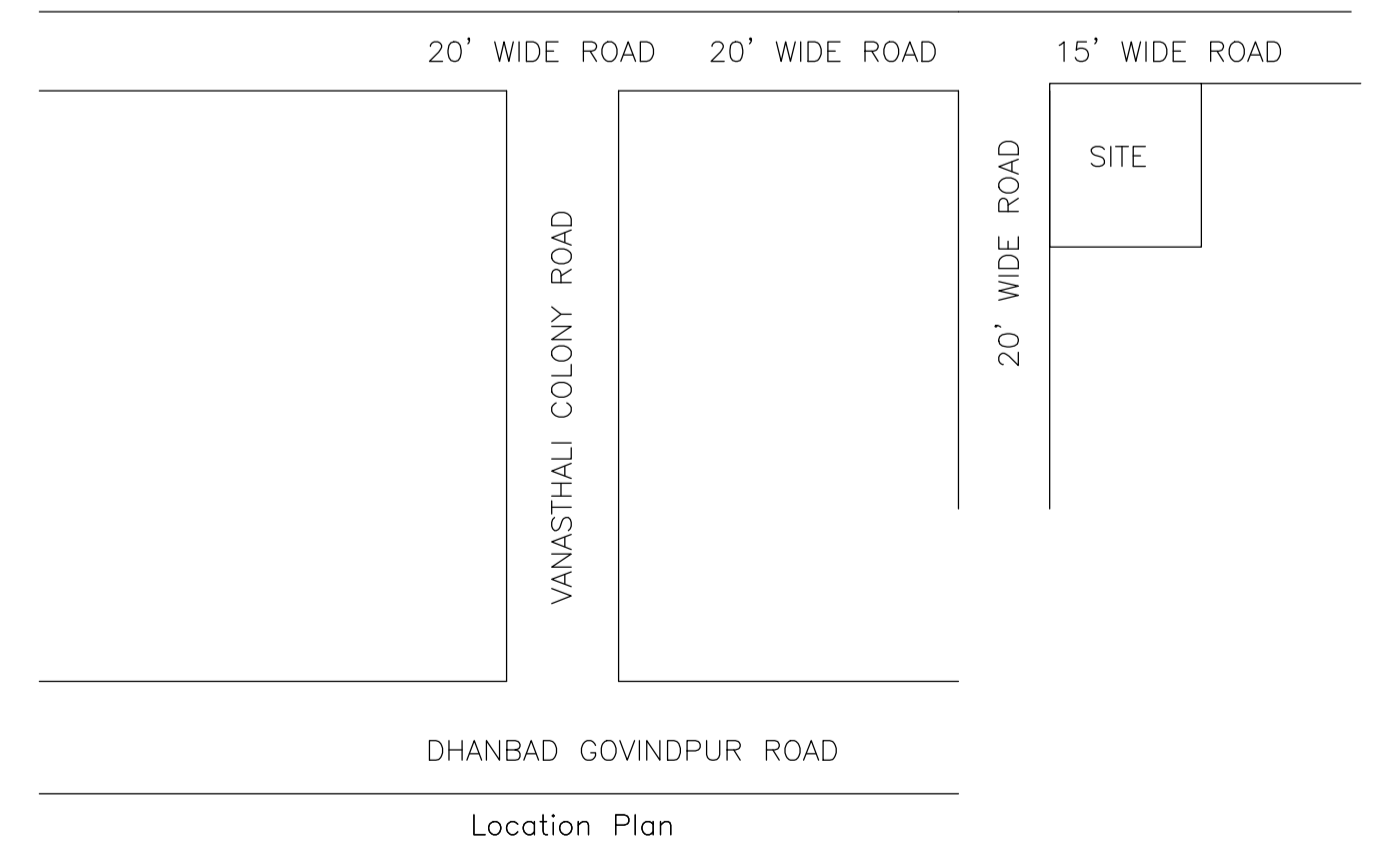 20' WIDE ROAD
20' WIDE ROAD
15' WIDE ROAD
SITE
20' WIDE ROAD
VANASTHALI COLONY ROAD
DHANBAD GOVINDPUR ROAD
Location Plan